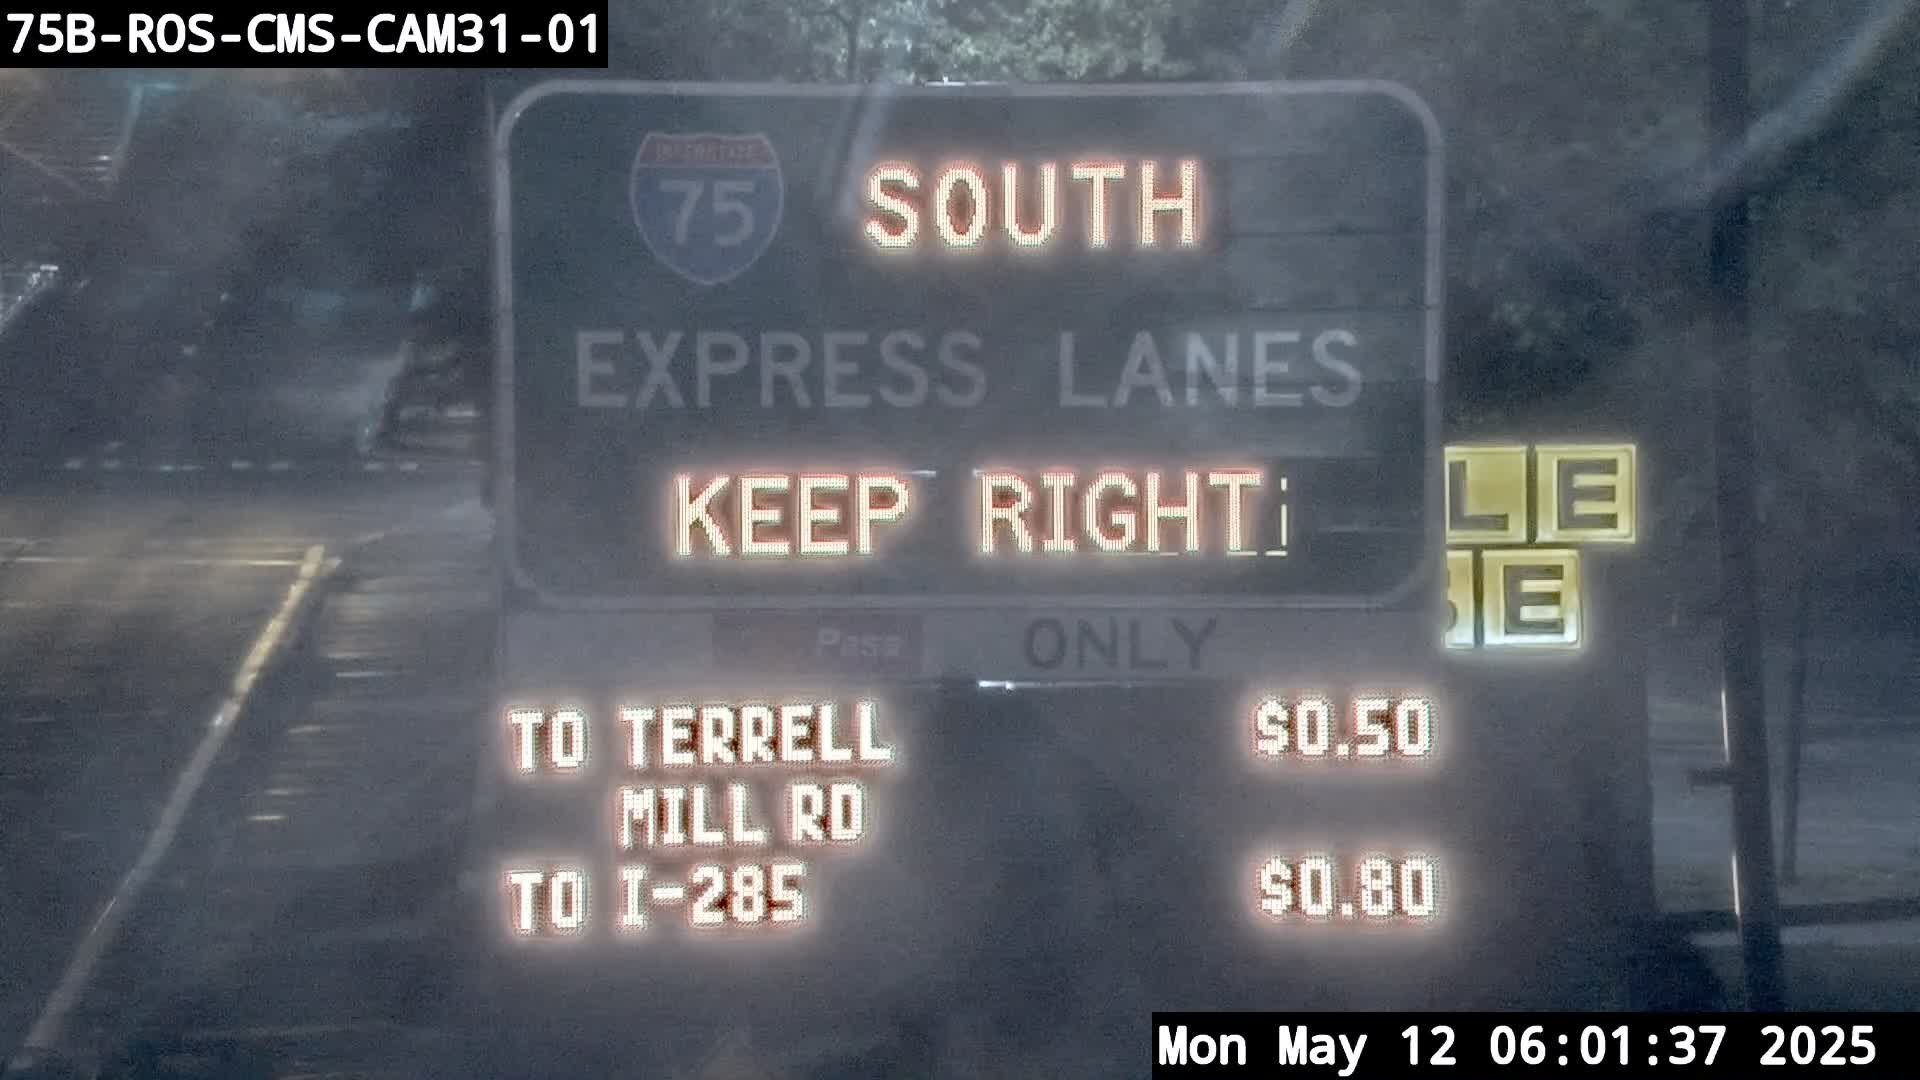 75B-ROS-CMS-CAM31-01
INTERSTATE
75
SOUTH
EXPRESS LANES
KEEP RIGHT
Pass ONLY
LE
E
TO TERRELL $0.50
MILL RD
TO I-285 $0.80
Mon May 12 06:01:37 2025